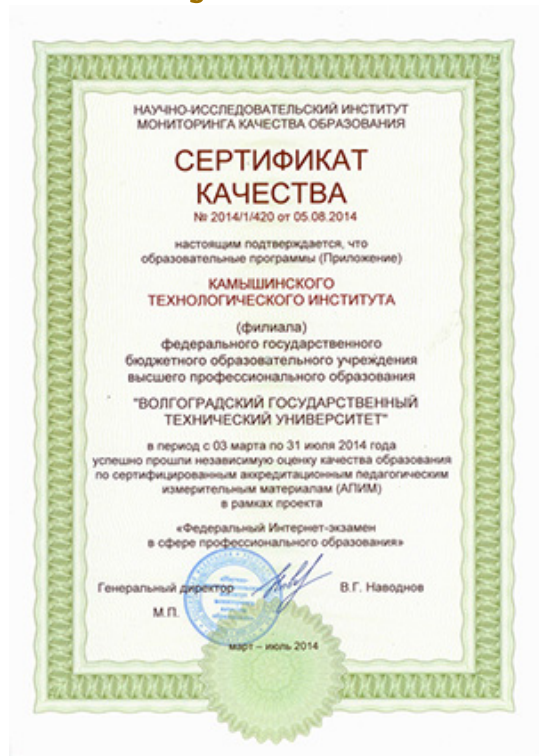 НАУЧНО-ИССЛЕДОВАТЕЛЬСКИЙ ИНСТИТУТ
МОНИТОРИНГА КАЧЕСТВА ОБРАЗОВАНИЯ
СЕРТИФИКАТ
КАЧЕСТВА
№ 2014/1/420 от 05.08.2014
настоящим подтверждается, что
образовательные программы (Приложение)
КАМЫШИНСКОГО
ТЕХНОЛОГИЧЕСКОГО ИНСТИТУТА
(филиала)
федерального государственного
бюджетного образовательного учреждения
высшего профессионального образования
"ВОЛГОГРАДСКИЙ ГОСУДАРСТВЕННЫЙ
ТЕХНИЧЕСКИЙ УНИВЕРСИТЕТ"
в период с 03 марта по 31 июля 2014 года
успешно прошли независимую оценку качества образования
по сертифицированным аккредитационным педагогическим
измерительным материалам (АПИМ)
в рамках проекта
«Федеральный Интернет-экзамен
в сфере профессионального образования»
Генеральный директор В.Г. Наводнов
М.П.
март – июль 2014